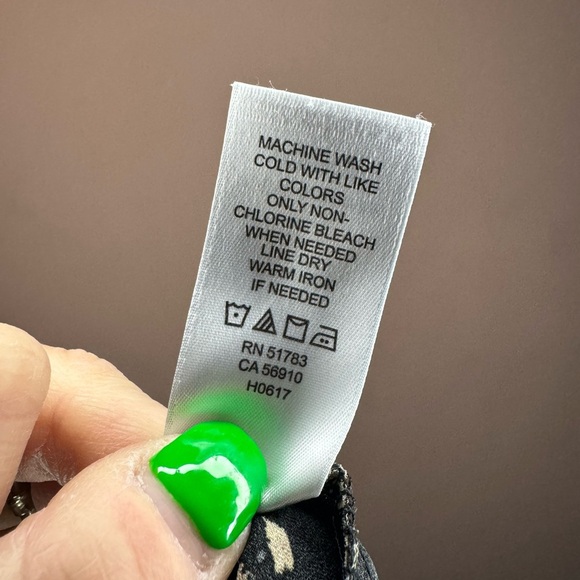 MACHINE WASH
COLD WITH LIKE
COLORS
ONLY NON-
CHLORINE BLEACH
WHEN NEEDED
LINE DRY
WARM IRON
IF NEEDED
RN 51783
CA 56910
H0617